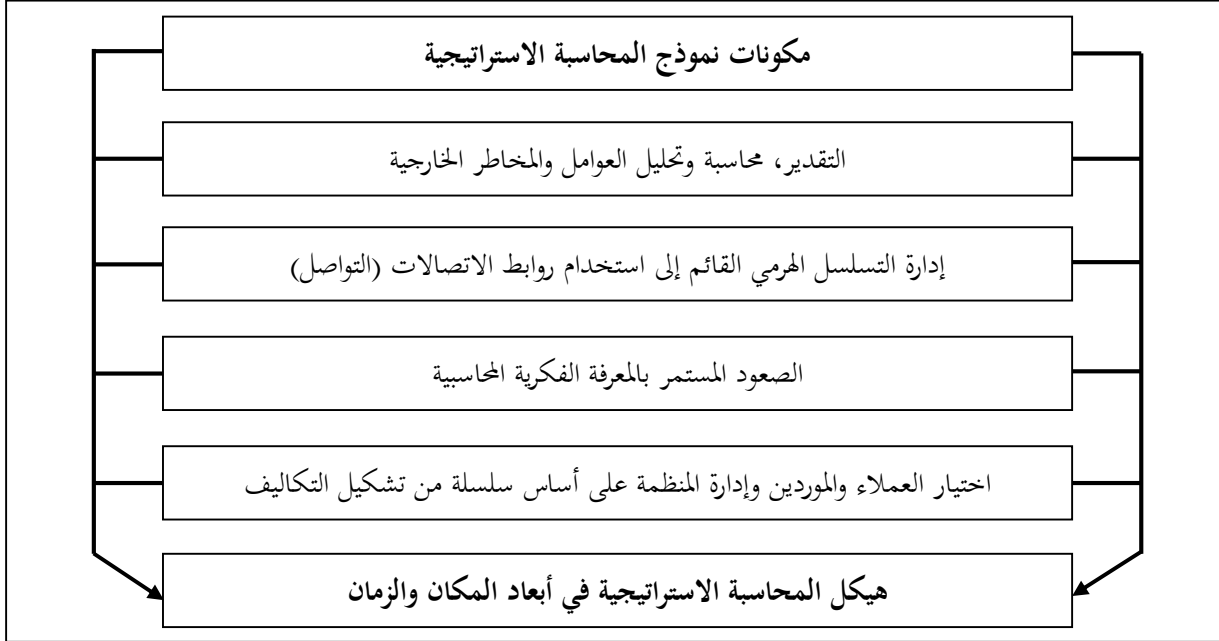 مكونات نموذج المحاسبة الاستراتيجية
التقدير، محاسبة وتحليل العوامل والمخاطر الخارجية
إدارة التسلسل الهرمي القائم إلى استخدام روابط الاتصالات (التواصل)
الصعود المستمر بالمعرفة الفكرية المحاسبية
اختيار العملاء والموردين وإدارة المنظمة على أساس سلسلة من تشكيل التكاليف
هيكل المحاسبة الاستراتيجية في أبعاد المكان والزمان